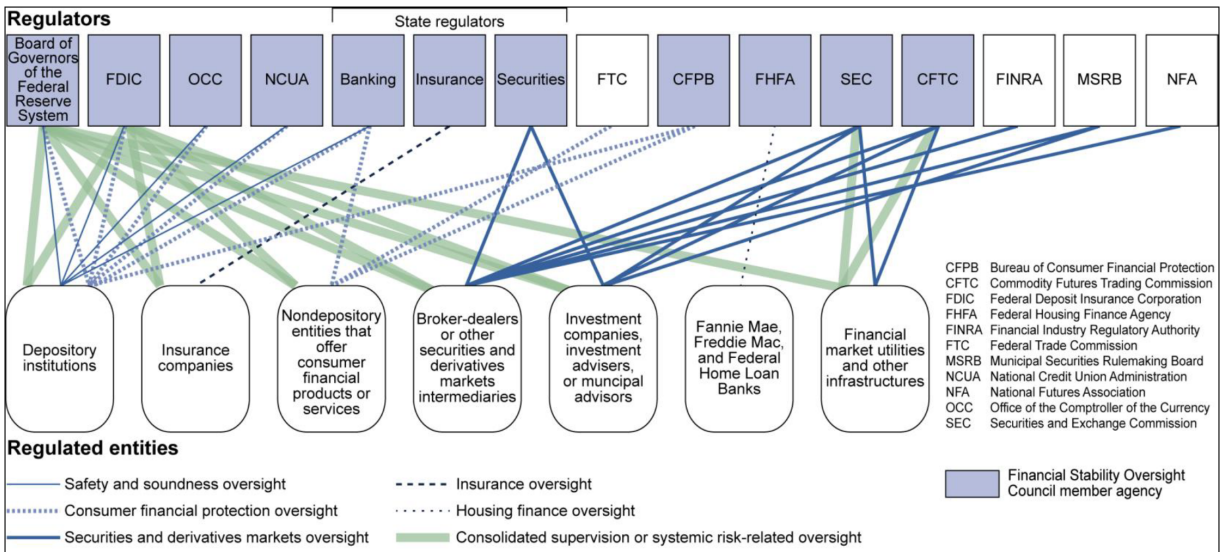 Regulators
State regulators
Board of
Governors
of the
Federal
Reserve
System
FDIC
OCC
NCUA
Banking
Insurance
Securities
FTC
CFPB
FHFA
SEC
CFTC
FINRA
MSRB
NFA
Depository
institutions
Insurance
companies
Nondepository
entities that
offer
consumer
financial
products or
services
Broker-dealers
or other
securities and
derivatives
markets
intermediaries
Investment
companies,
investment
advisers,
or muncipal
advisors
Fannie Mae,
Freddie Mac,
and Federal
Home Loan
Banks
Financial
market utilities
and other
infrastructures
CFPB Bureau of Consumer Financial Protection
CFTC Commodity Futures Trading Commission
FDIC Federal Deposit Insurance Corporation
FHFA Federal Housing Finance Agency
FINRA Financial Industry Regulatory Authority
FTC Federal Trade Commission
MSRB Municipal Securities Rulemaking Board
NCUA National Credit Union Administration
NFA National Futures Association
OCC Office of the Comptroller of the Currency
SEC Securities and Exchange Commission
Regulated entities
Safety and soundness oversight
Consumer financial protection oversight
Securities and derivatives markets oversight
Insurance oversight
Housing finance oversight
Consolidated supervision or systemic risk-related oversight
Financial Stability Oversight
Council member agency